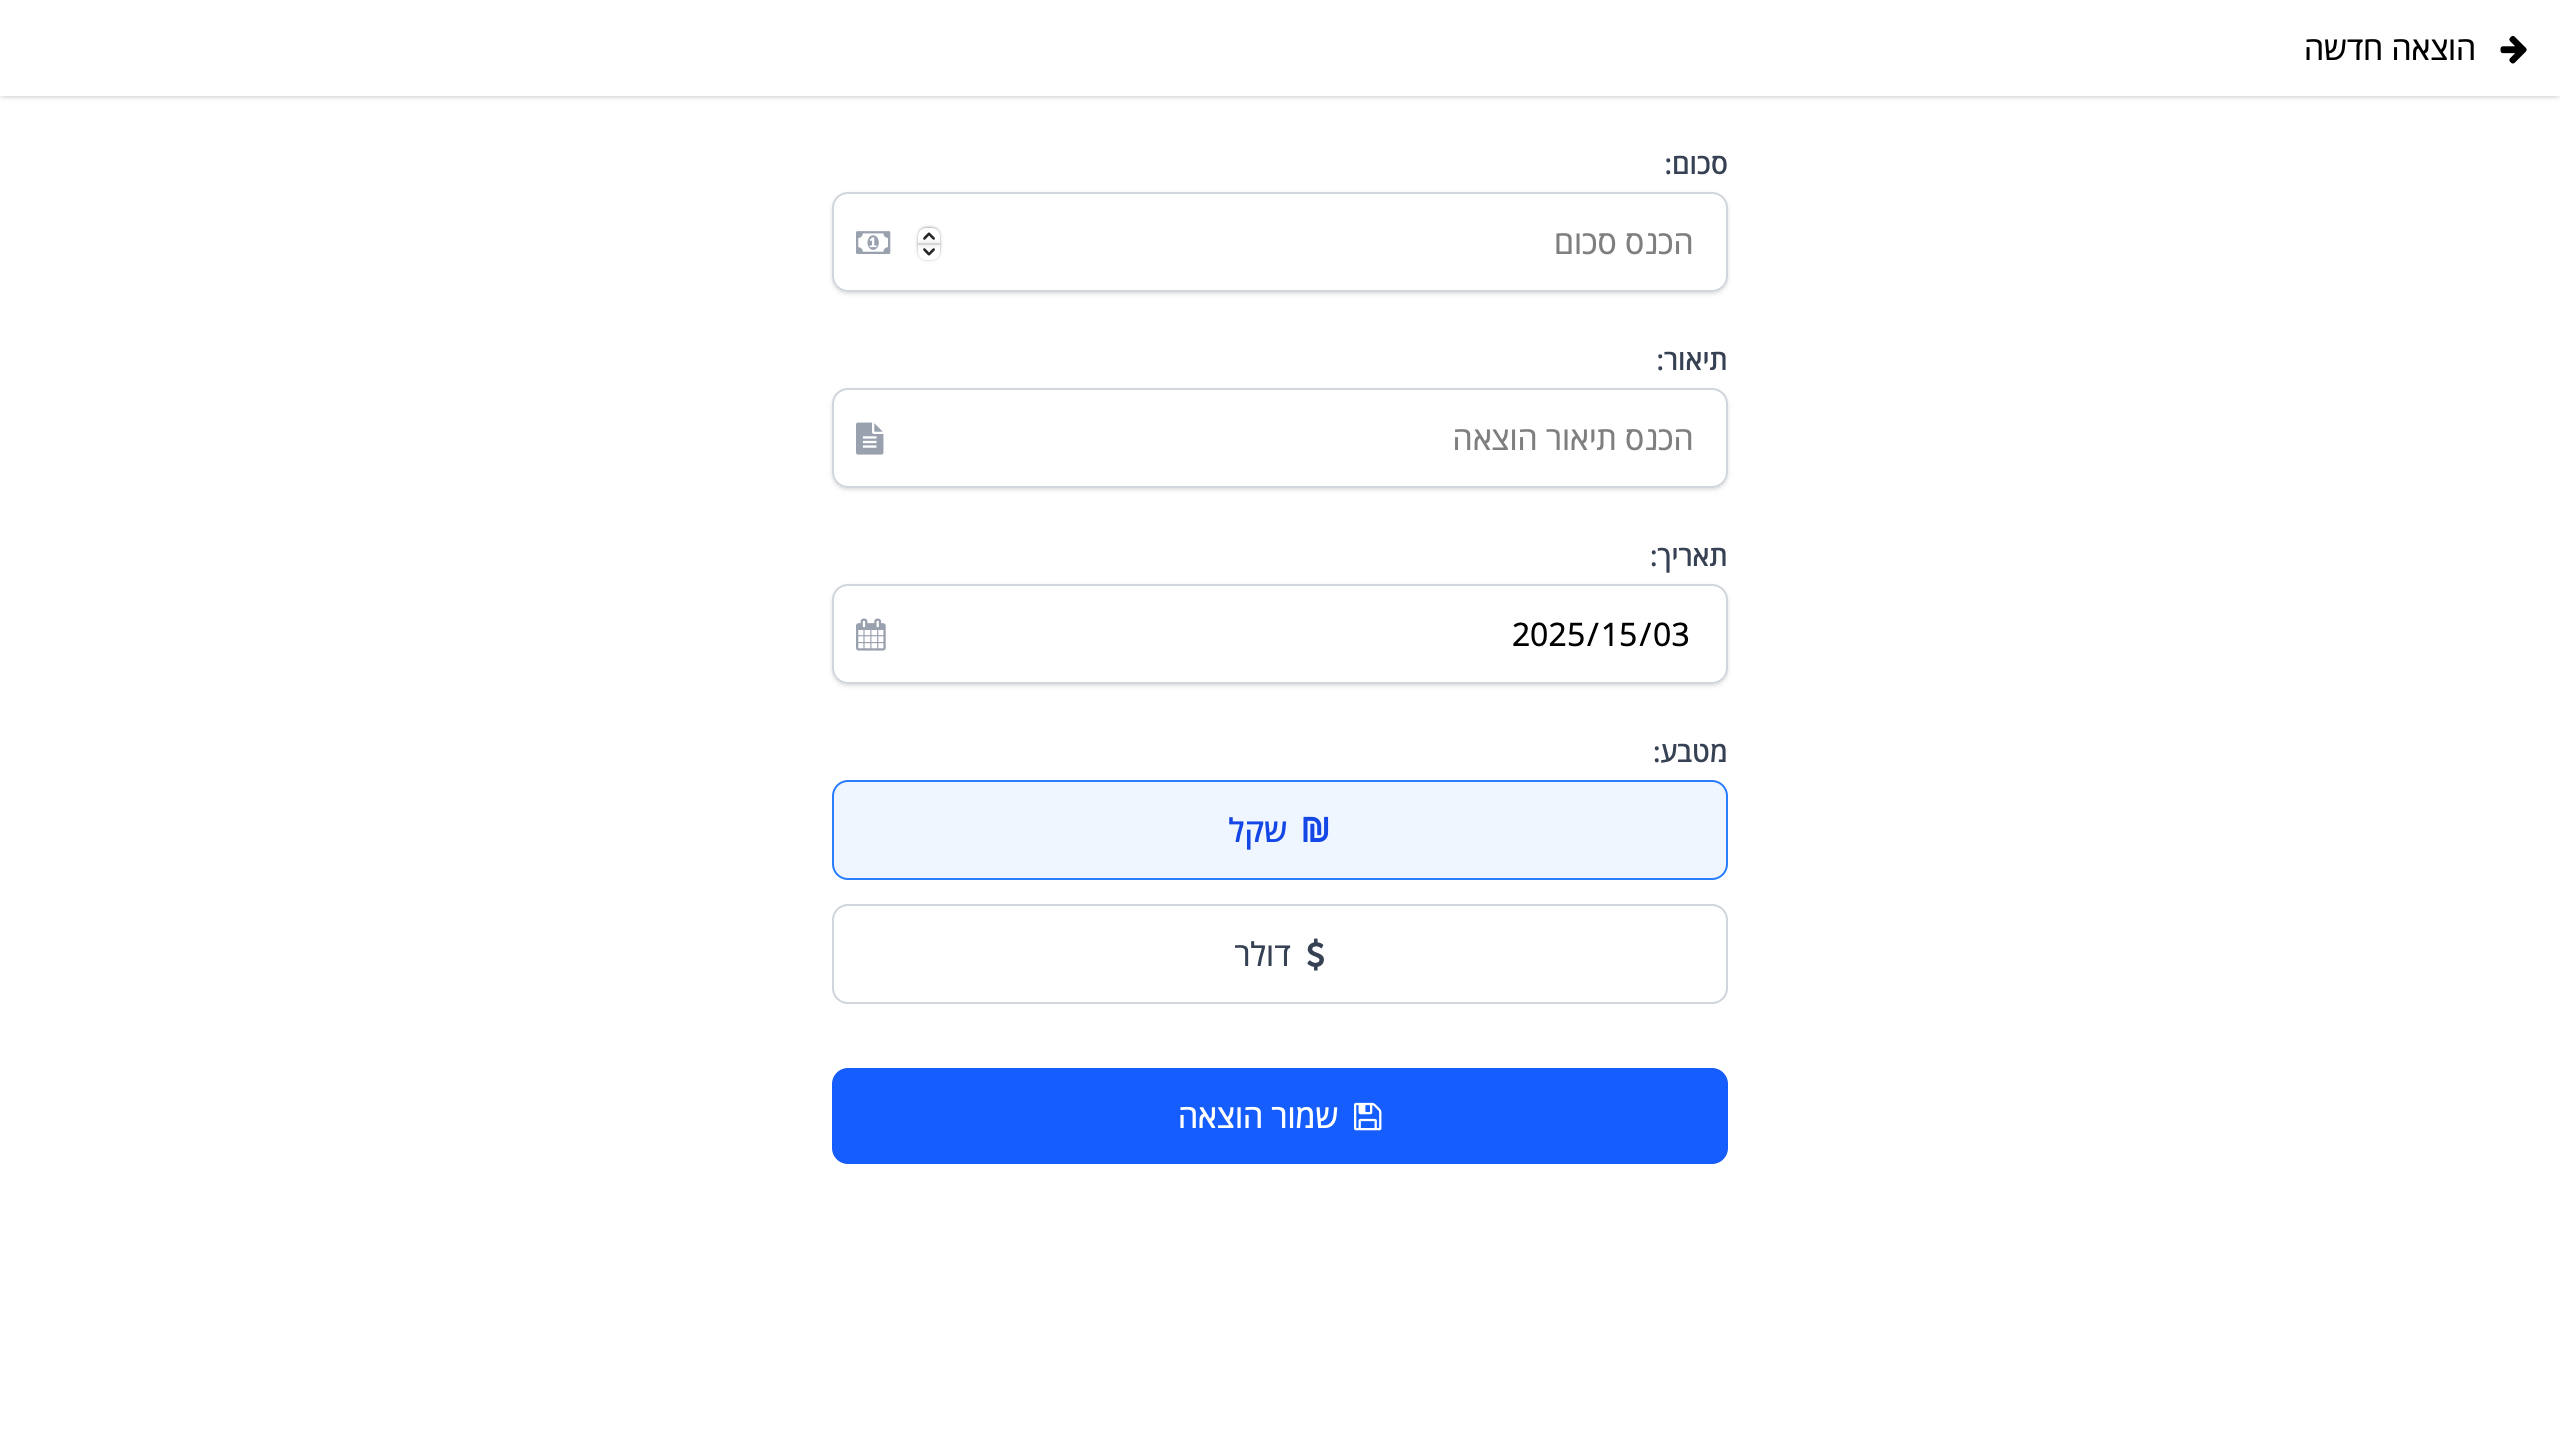 הוצאה חדשה
סכום:
הכנס סכום
תיאור:
הכנס תיאור הוצאה
תאריך:
2025/15/03
מטבע:
₪ שקל
$ דולר
שמור הוצאה